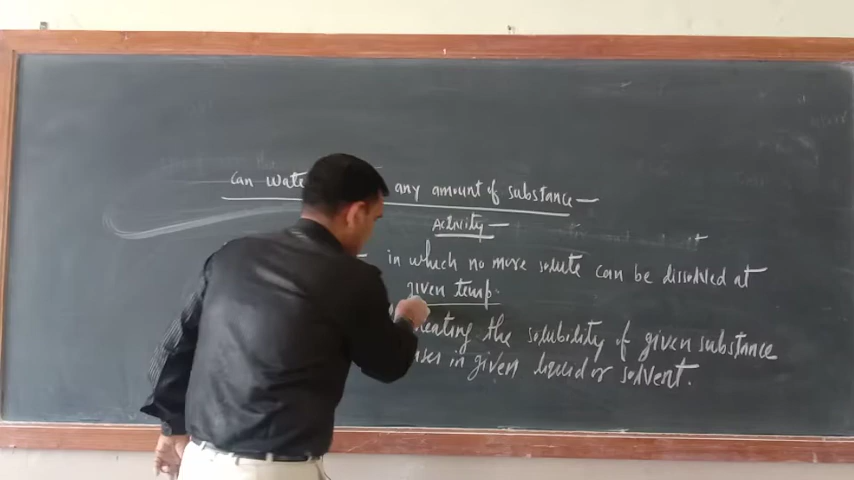 can wate any amount of substance —
Activity —
in which no more solute can be dissolved at
given temp.
heating the solubility of given substance
ases in given liquid or solvent.